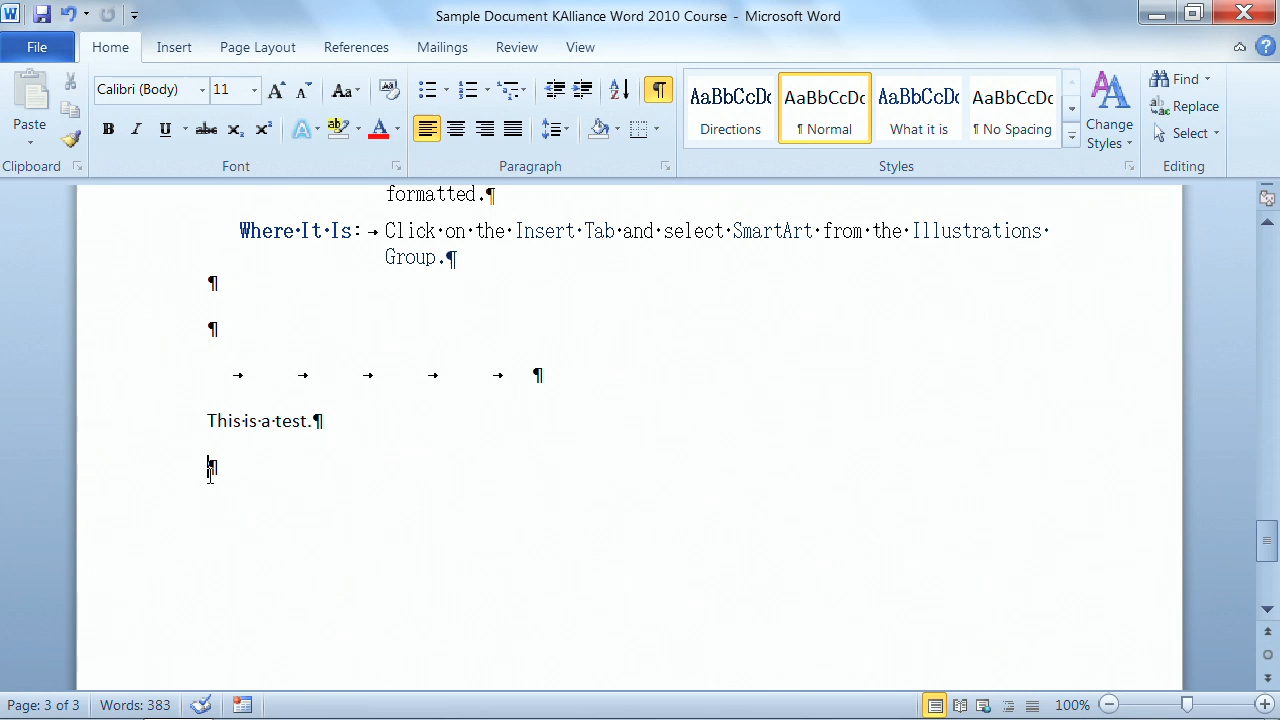 Sample Document KAlliance Word 2010 Course - Microsoft Word
File Home Insert Page Layout References Mailings Review View
Calibri (Body) 11
Paste
AaBbCcDc AaBbCcDc AaBbCcDc AaBbCcDc
Directions ¶ Normal What it is ¶ No Spacing
Change Styles
Find
Replace
Select
Clipboard Font Paragraph Styles Editing
formatted.¶
Where·It·Is:→Click·on·the·Insert·Tab·and·select·SmartArt·from·the·Illustrations·
Group.¶
¶
¶
→ → → → → ¶
This·is·a·test.¶
¶
Page: 3 of 3 Words: 383 100%